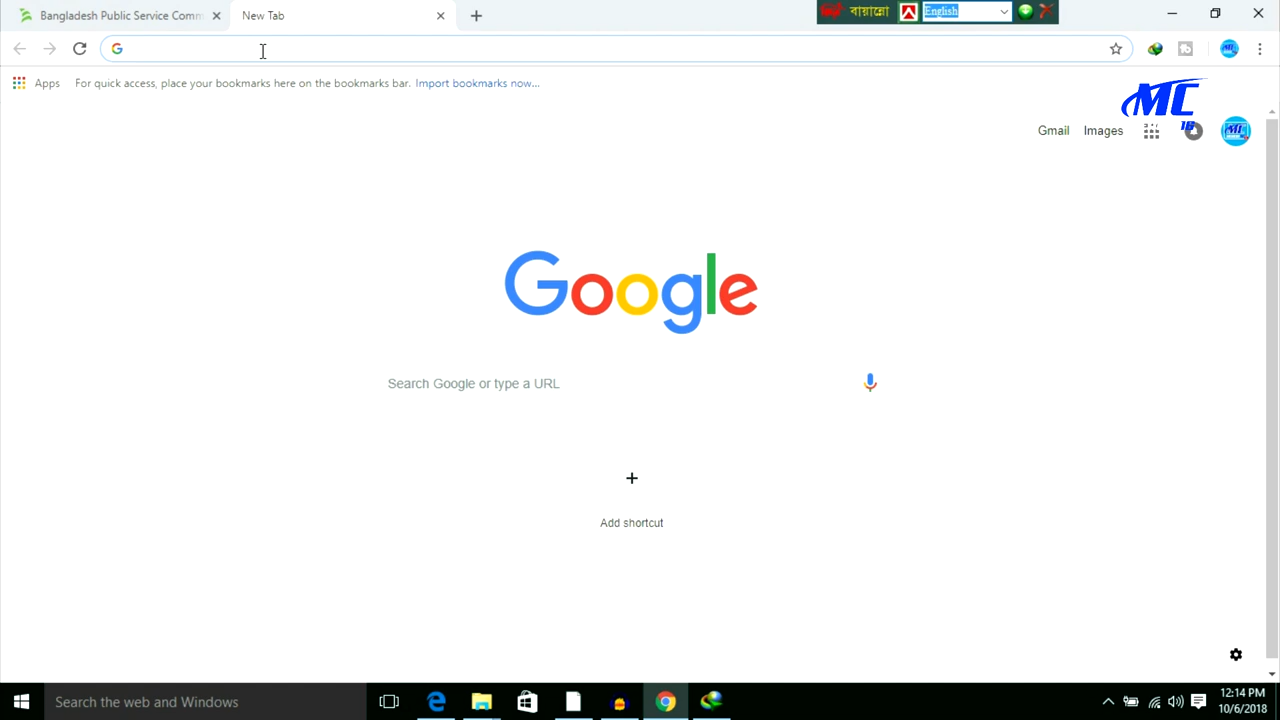 Bangladesh Public Service Comm
New Tab
বায়ান্নো
English
Apps
For quick access, place your bookmarks here on the bookmarks bar. Import bookmarks now...
MC
16
Gmail
Images
Google
Search Google or type a URL
Add shortcut
Search the web and Windows
12:14 PM
10/6/2018